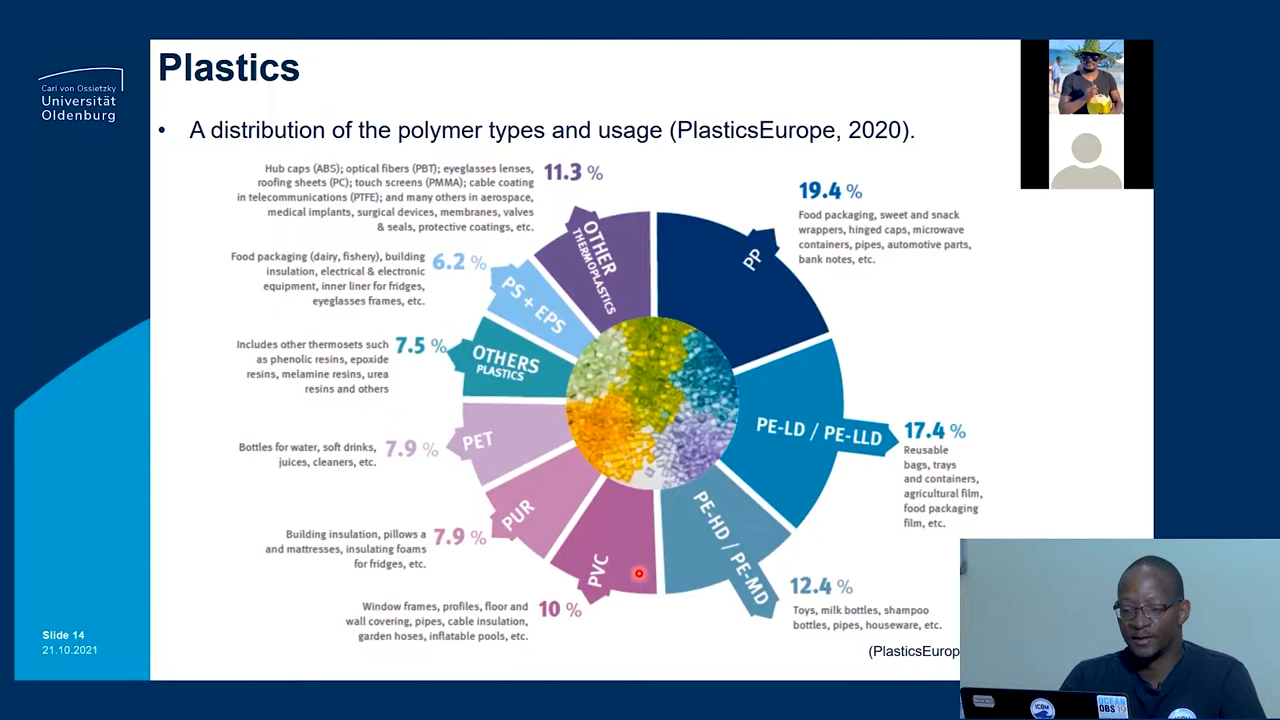 Plastics
Carl von Ossietzky
Universität
Oldenburg
• A distribution of the polymer types and usage (PlasticsEurope, 2020).
Hub caps (ABS); optical fibers (PBT); eyeglasses lenses,
roofing sheets (PC); touch screens (PMMA); cable coating
in telecommunications (PTFE); and many others in aerospace,
medical implants, surgical devices, membranes, valves
& seals, protective coatings, etc.
11.3 %
OTHER
THERMOPLASTICS
19.4 %
Food packaging, sweet and snack
wrappers, hinged caps, microwave
containers, pipes, automotive parts,
bank notes, etc.
PP
Food packaging (dairy, fishery), building
insulation, electrical & electronic
equipment, inner liner for fridges,
eyeglasses frames, etc.
6.2 %
PS + EPS
Includes other thermosets such
as phenolic resins, epoxide
resins, melamine resins, urea
resins and others
7.5 %
OTHERS
PLASTICS
PE-LD / PE-LLD
17.4 %
Reusable
bags, trays
and containers,
agricultural film,
food packaging
film, etc.
Bottles for water, soft drinks,
juices, cleaners, etc.
7.9 %
PET
Building insulation, pillows a
and mattresses, insulating foams
for fridges, etc.
7.9 %
PUR
Window frames, profiles, floor and
wall covering, pipes, cable insulation,
garden hoses, inflatable pools, etc.
10 %
PVC
PE-HD / PE-MD
12.4 %
Toys, milk bottles, shampoo
bottles, pipes, houseware, etc.
(PlasticsEurop
Slide 14
21.10.2021
ICBM
OCEAN
OBS'19